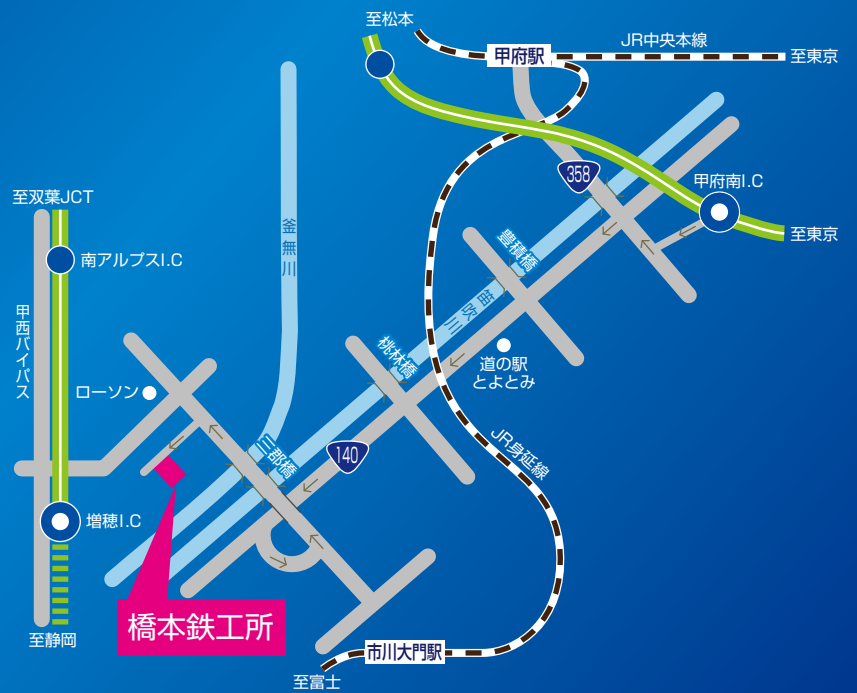 至松本
JR中央本線
甲府駅
至東京
358
甲府南I.C
至双葉JCT
至東京
釜無川
豊積橋
南アルプスI.C
笛吹川
甲西バイパス
桃林橋
道の駅
とよとみ
ローソン
JR身延線
三郡橋
140
増穂I.C
橋本鉄工所
至静岡
市川大門駅
至富士